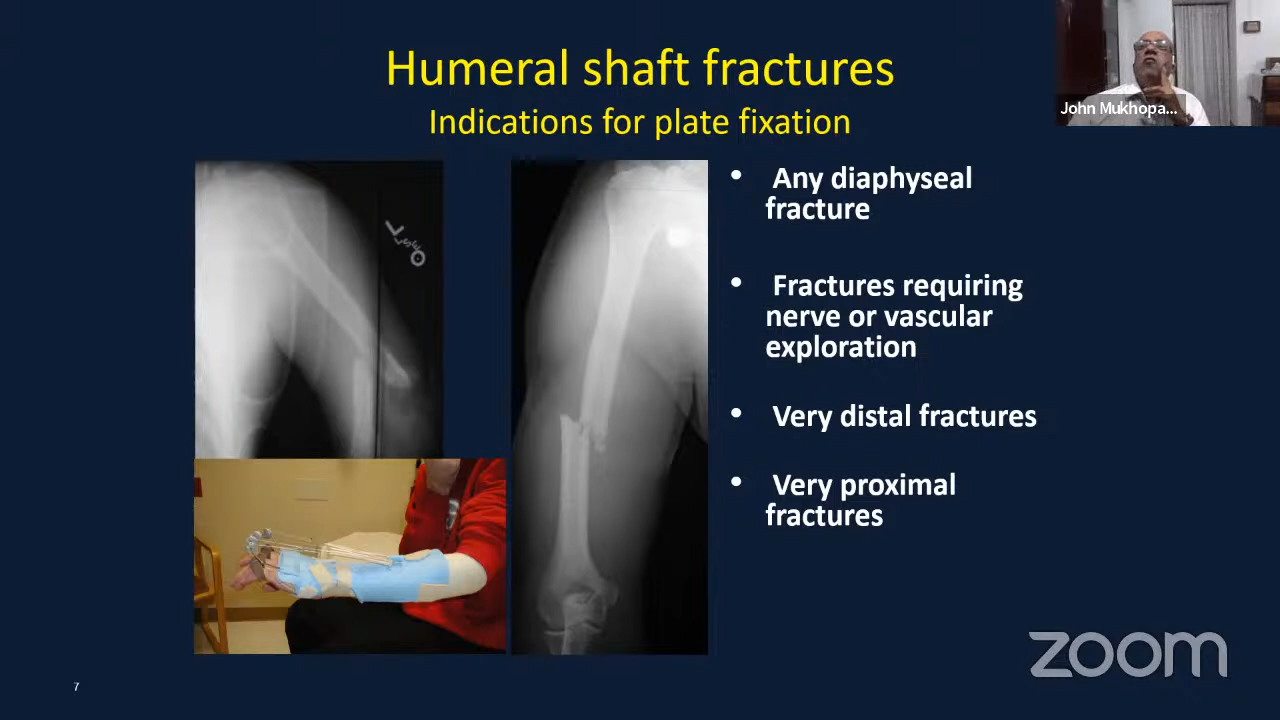 Humeral shaft fractures
Indications for plate fixation
John Mukhopa...
• Any diaphyseal
fracture
• Fractures requiring
nerve or vascular
exploration
• Very distal fractures
• Very proximal
fractures
L
zoom
7